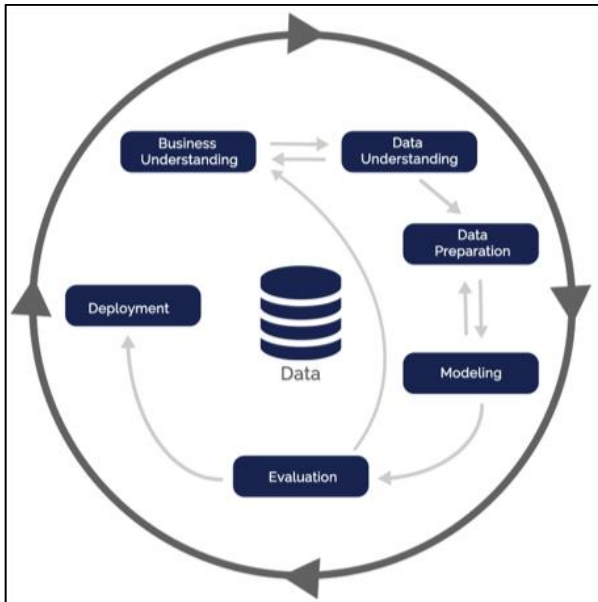 Business
Understanding
Data
Understanding
Data
Preparation
Deployment
Data
Modeling
Evaluation